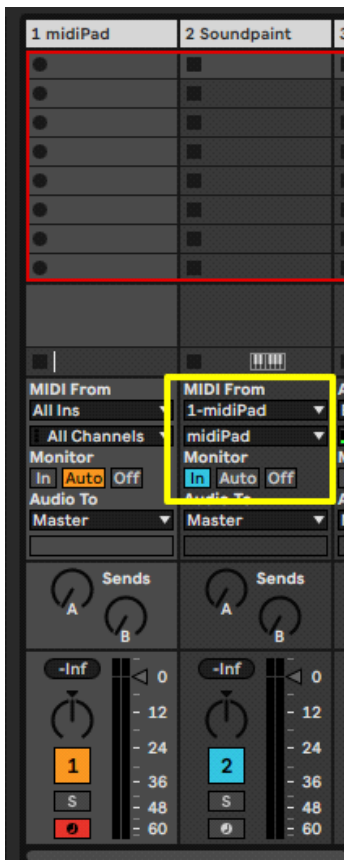 1 midiPad
2 Soundpaint
MIDI From
All Ins
All Channels
Monitor
In Auto Off
Audio To
Master
MIDI From
1-midiPad
midiPad
Monitor
In Auto Off
Audio To
Master
Sends
A
B
Sends
A
B
-Inf
0
12
24
36
48
60
1
S
-Inf
0
12
24
36
48
60
2
S